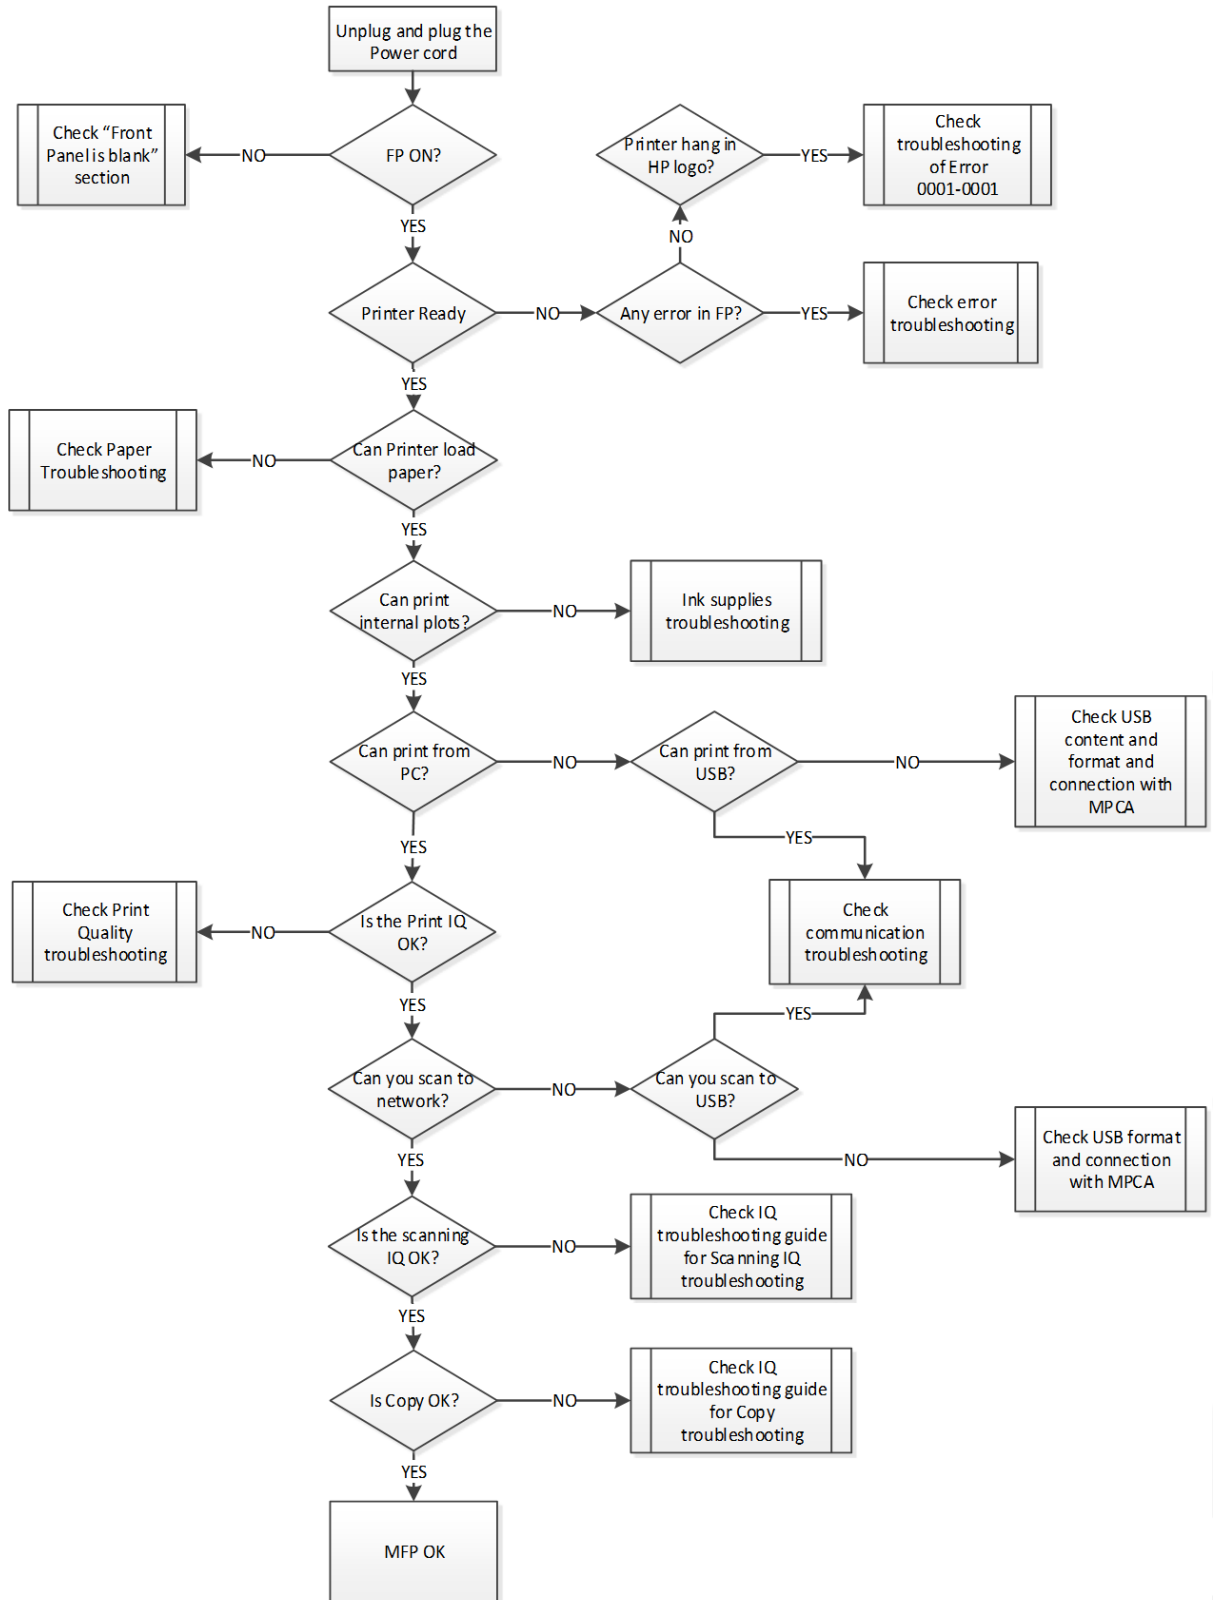 Unplug and plug the
Power cord
Check “Front
Panel is blank”
section
NO
FP ON?
Printer hang in
HP logo?
YES
Check
troubleshooting
of Error
0001-0001
YES
NO
Printer Ready
NO
Any error in FP?
YES
Check error
troubleshooting
YES
Check Paper
Troubleshooting
NO
Can Printer load
paper?
YES
Can print
internal plots?
NO
Ink supplies
troubleshooting
YES
Can print from
PC?
NO
Can print from
USB?
NO
Check USB
content and
format and
connection with
MPCA
YES
YES
Check Print
Quality
troubleshooting
NO
Is the Print IQ
OK?
Check
communication
troubleshooting
YES
YES
Can you scan to
network?
NO
Can you scan to
USB?
YES
NO
Check USB format
and connection
with MPCA
Is the scanning
IQ OK?
NO
Check IQ
troubleshooting guide
for Scanning IQ
troubleshooting
YES
Is Copy OK?
NO
Check IQ
troubleshooting guide
for Copy
troubleshooting
YES
MFP OK